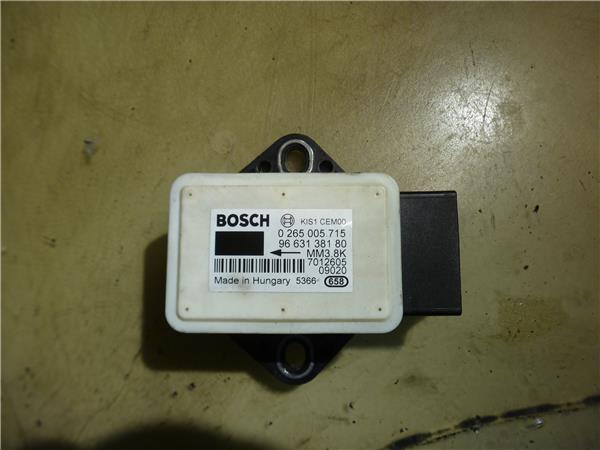 BOSCH KIS1 CEM00
0 265 005 715
96 631 381 80
MM3.8K
7012605
09020
Made in Hungary 5366 658